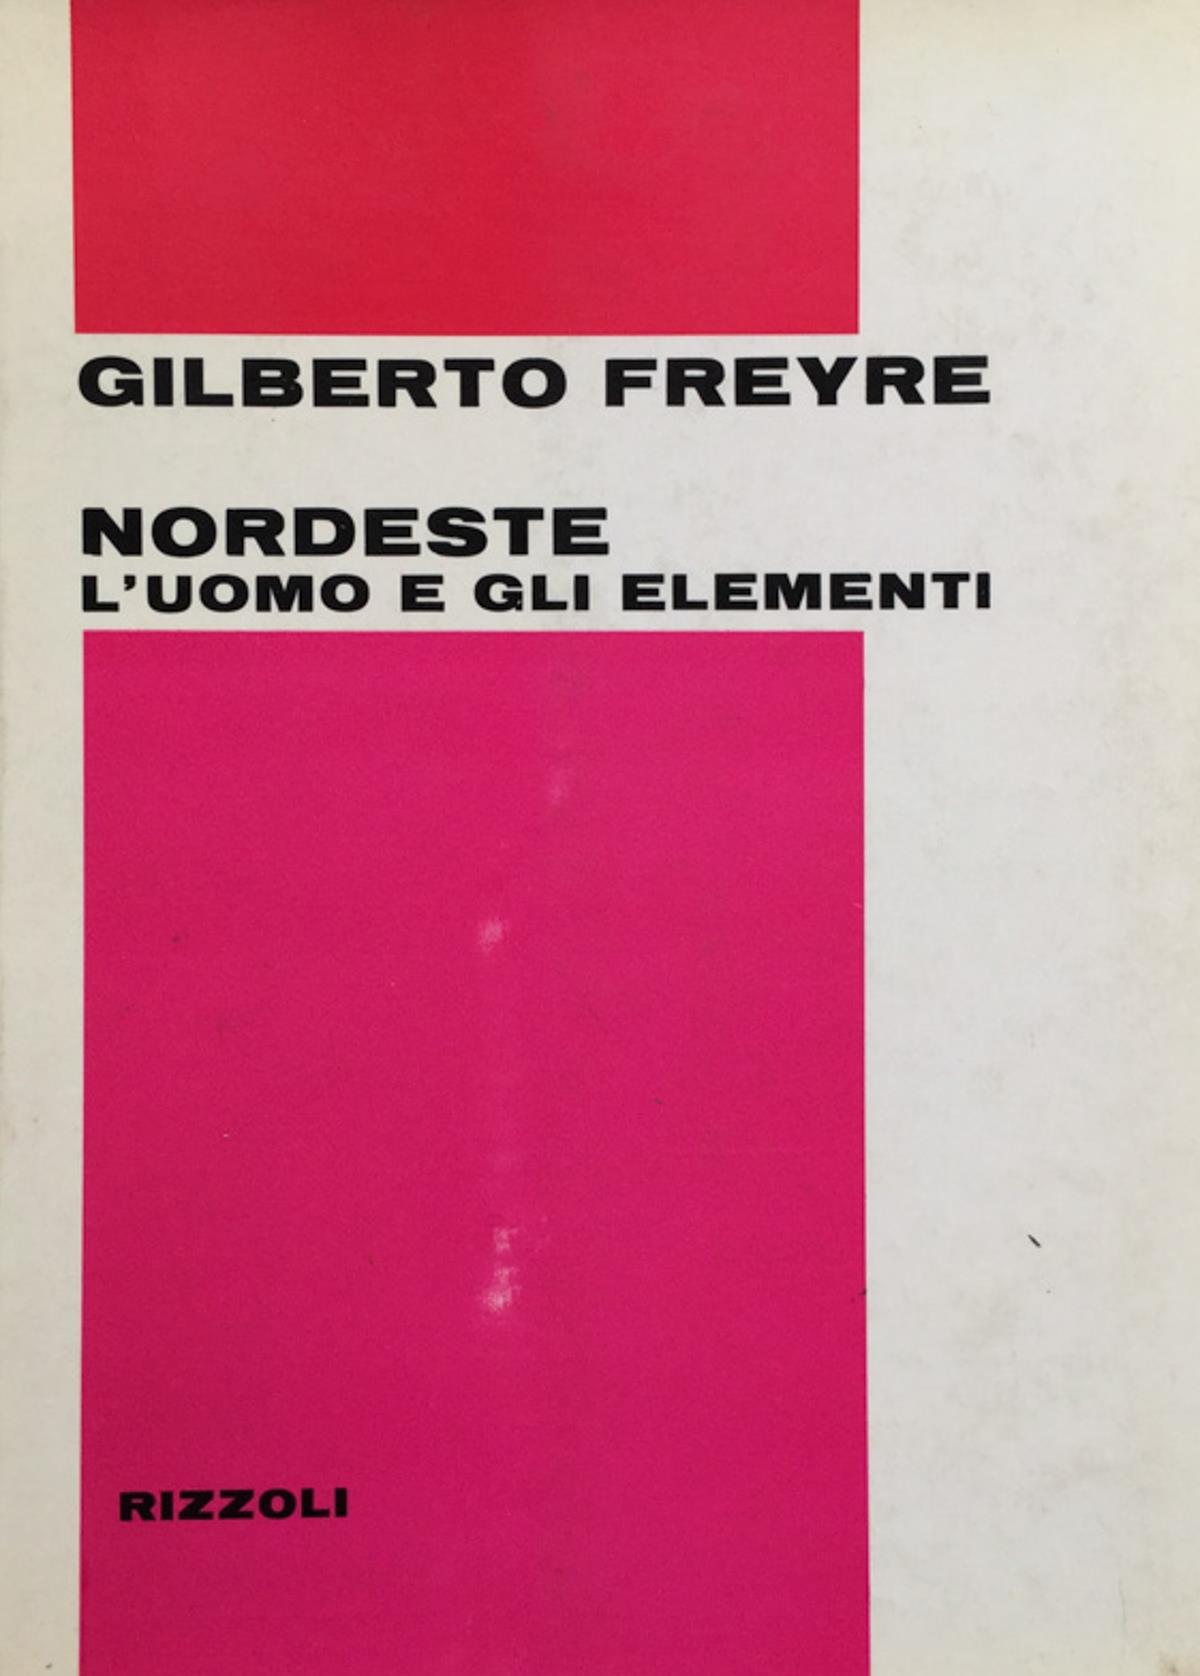 GILBERTO FREYRE
NORDESTE
L'UOMO E GLI ELEMENTI
RIZZOLI